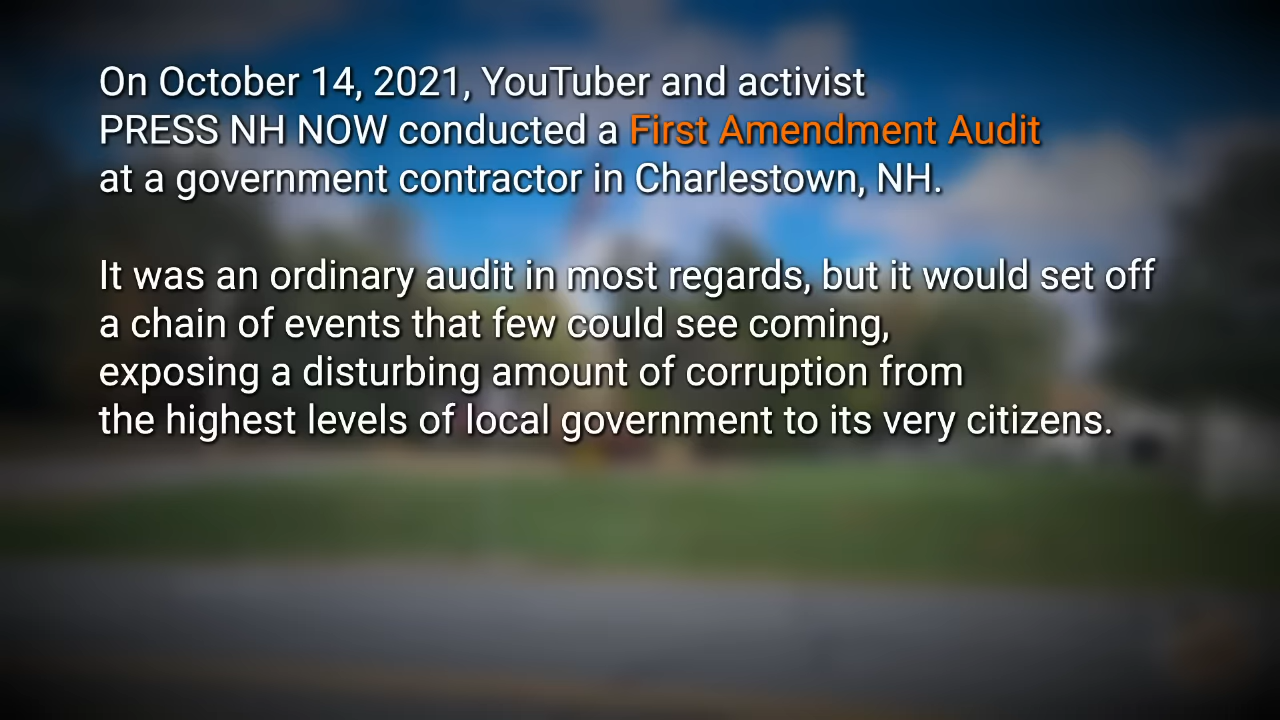 On October 14, 2021, YouTuber and activist
PRESS NH NOW conducted a First Amendment Audit
at a government contractor in Charlestown, NH.
It was an ordinary audit in most regards, but it would set off
a chain of events that few could see coming,
exposing a disturbing amount of corruption from
the highest levels of local government to its very citizens.